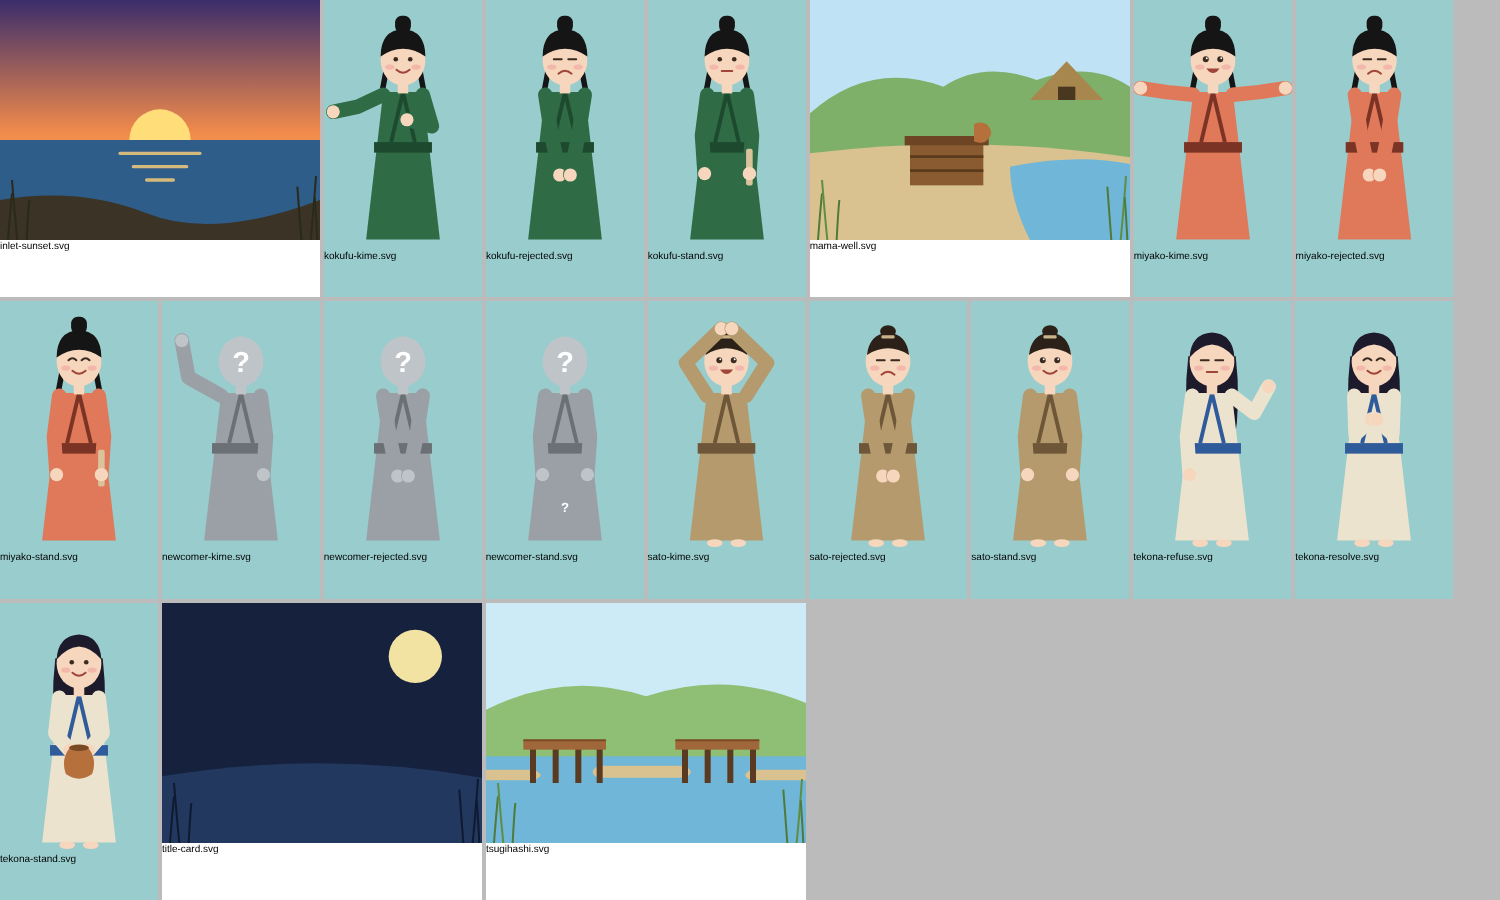 inlet-sunset.svg
kokufu-kime.svg
kokufu-rejected.svg
kokufu-stand.svg
mama-well.svg
miyako-kime.svg
miyako-rejected.svg
?
?
?
?
miyako-stand.svg
newcomer-kime.svg
newcomer-rejected.svg
newcomer-stand.svg
sato-kime.svg
sato-rejected.svg
sato-stand.svg
tekona-refuse.svg
tekona-resolve.svg
tekona-stand.svg
title-card.svg
tsugihashi.svg